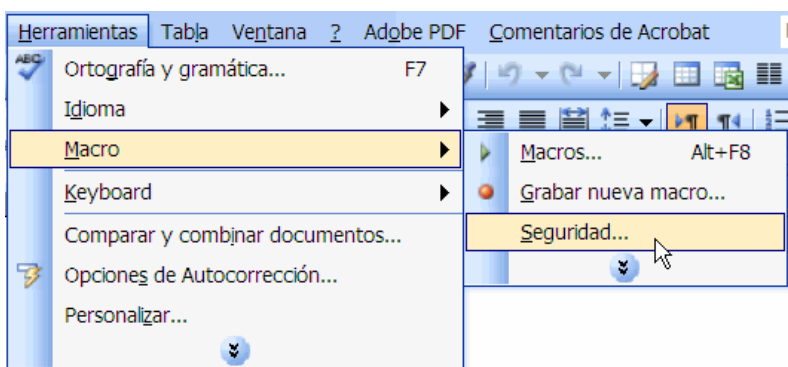 Herramientas Tabla Ventana ? Adobe PDF Comentarios de Acrobat
ABC
Ortografía y gramática... F7
Idioma
Macro
Keyboard
Comparar y combinar documentos...
Opciones de Autocorrección...
Personalizar...
Macros... Alt+F8
Grabar nueva macro...
Seguridad...